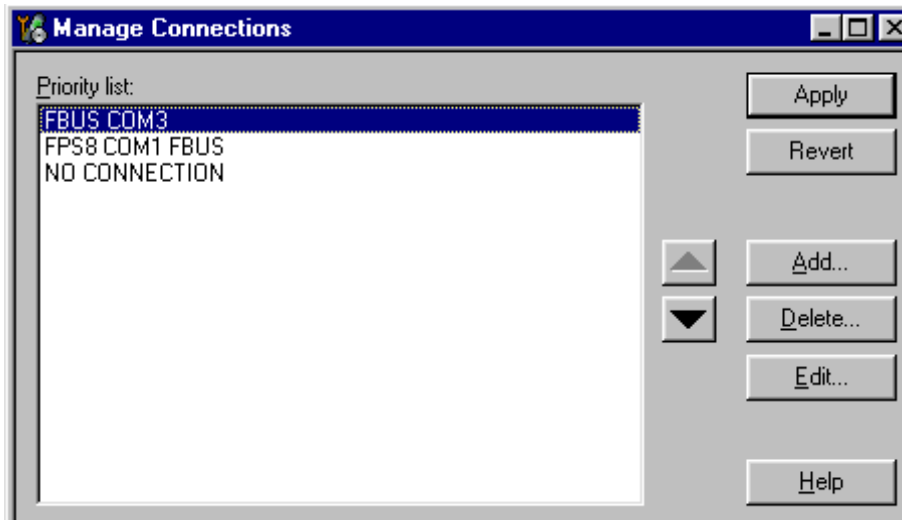 Manage Connections
Priority list:
FBUS COM3
FPS8 COM1 FBUS
NO CONNECTION
Apply
Revert
Add...
Delete...
Edit...
Help